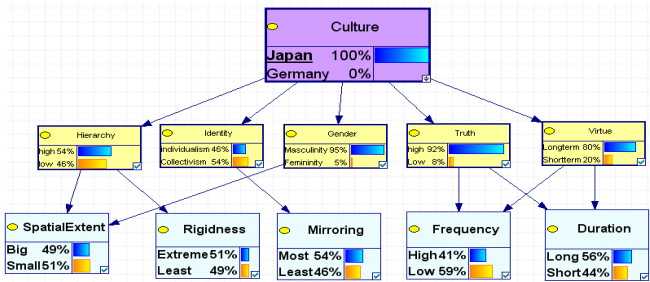 Culture
Japan 100%
Germany 0%
Hierarchy
high 54%
low 46%
Identity
individualism 46%
Collectivism 54%
Gender
Masculinity 95%
Femininity 5%
Truth
high 92%
Low 8%
Virtue
Longterm 80%
Shortterm 20%
SpatialExtent
Big 49%
Small 51%
Rigidness
Extreme 51%
Least 49%
Mirroring
Most 54%
Least 46%
Frequency
High 41%
Low 59%
Duration
Long 56%
Short 44%